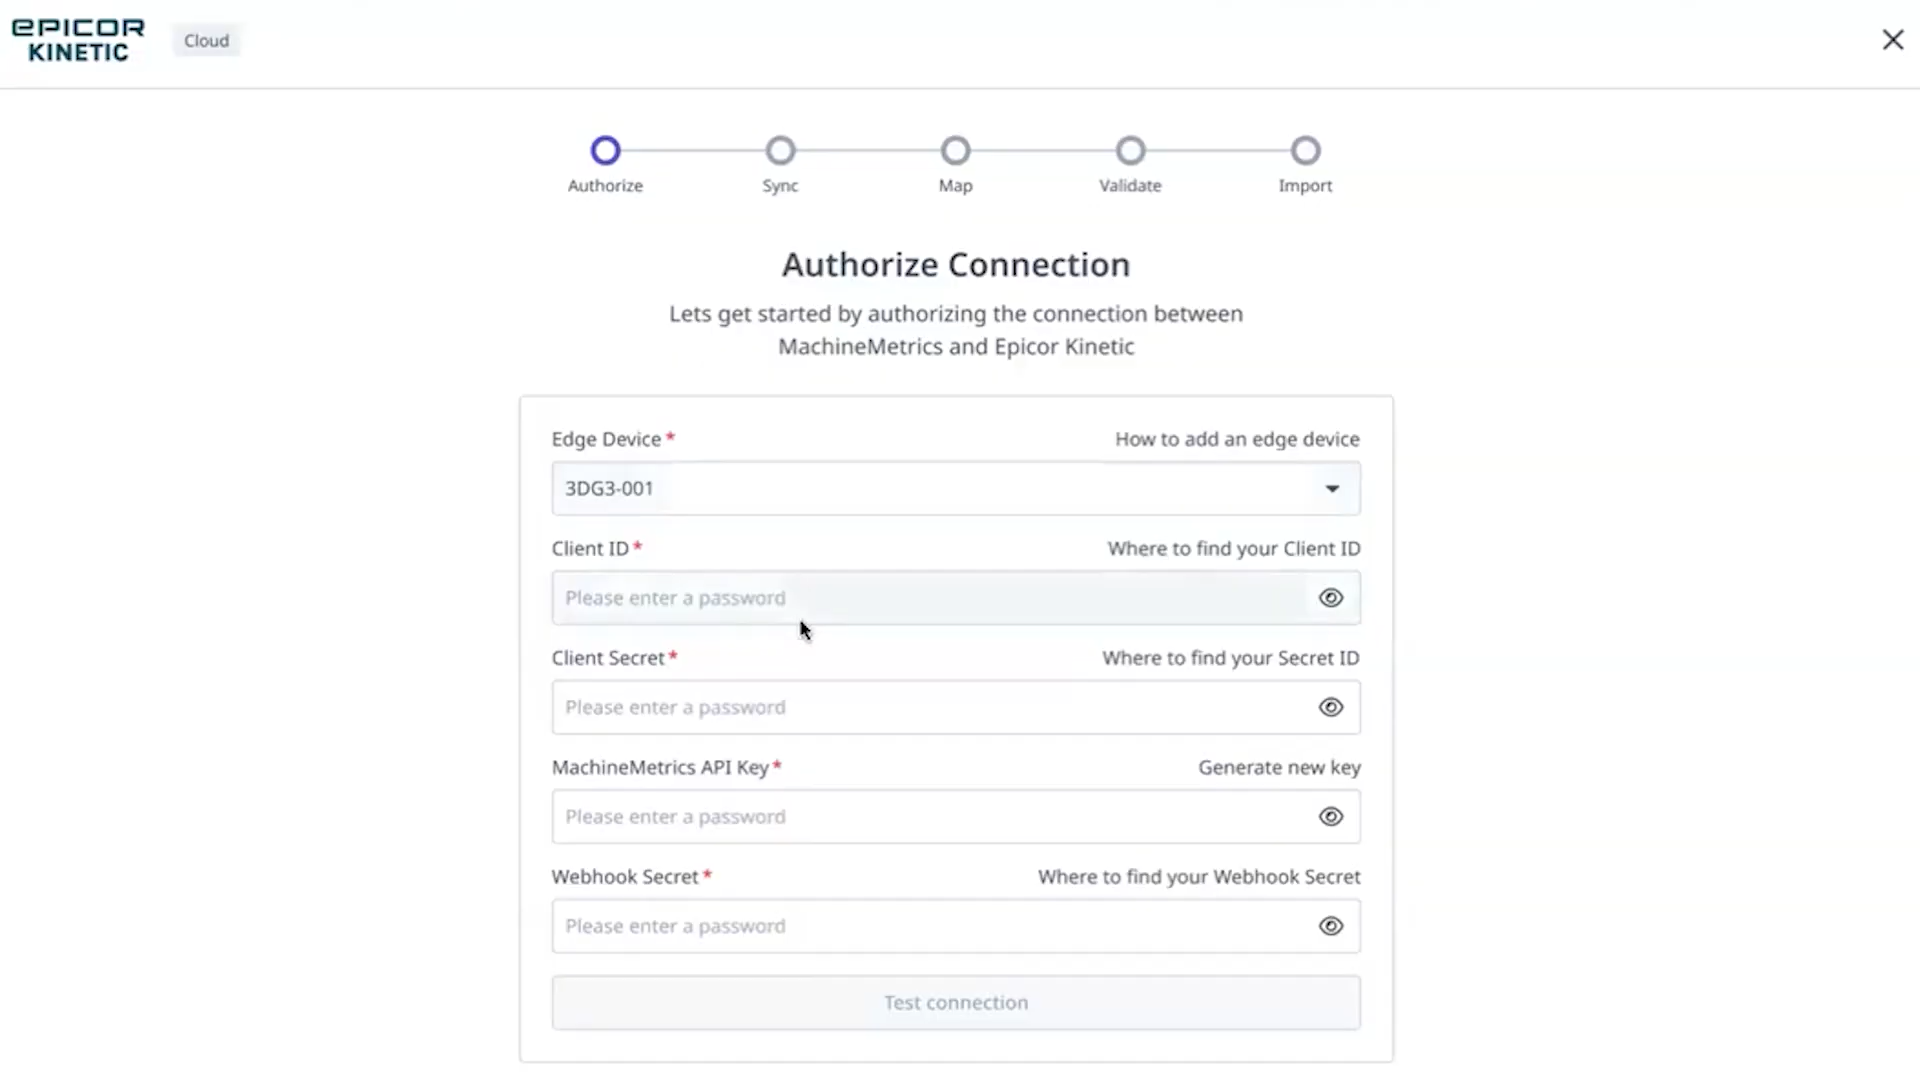 EPICOR
KINETIC
Cloud
Authorize
Sync
Map
Validate
Import
Authorize Connection
Lets get started by authorizing the connection between
MachineMetrics and Epicor Kinetic
Edge Device *
How to add an edge device
3DG3-001
Client ID *
Where to find your Client ID
Please enter a password
Client Secret *
Where to find your Secret ID
Please enter a password
MachineMetrics API Key *
Generate new key
Please enter a password
Webhook Secret *
Where to find your Webhook Secret
Please enter a password
Test connection